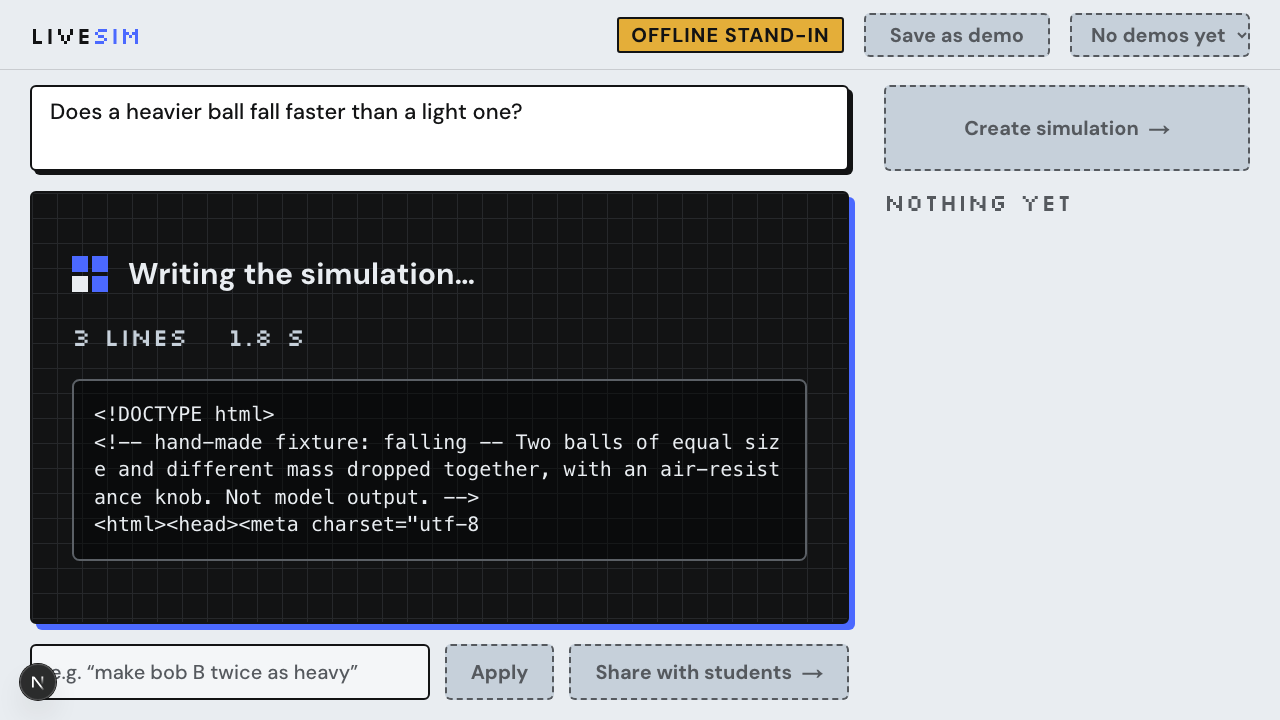 LIVESIM
OFFLINE STAND-IN
Save as demo
No demos yet
Does a heavier ball fall faster than a light one?
Create simulation →
NOTHING YET
Writing the simulation…
3 LINES 1.8 S
<!DOCTYPE html>
<!-- hand-made fixture: falling -- Two balls of equal siz
e and different mass dropped together, with an air-resist
ance knob. Not model output. -->
<html><head><meta charset="utf-8
e.g. “make bob B twice as heavy”
Apply
Share with students →
N